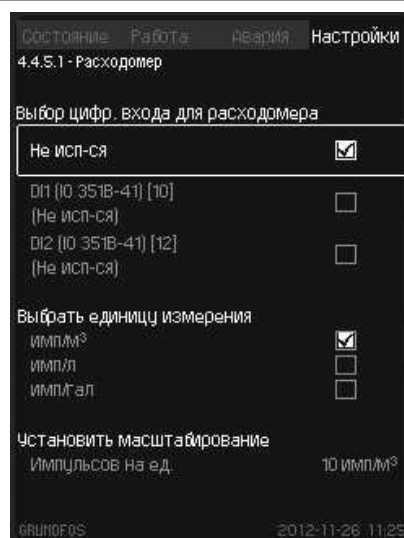 Состояние Работа Авария Настройки
4.4.5.1 - Расходомер
Выбор цифр. входа для расходомера
Не исп-ся
DI1 (IO 351B-41) [10]
(Не исп-ся)
DI2 (IO 351B-41) [12]
(Не исп-ся)
Выбрать единицу измерения
имп/м³
имп/л
имп/гал
Установить масштабирование
Импульсов на ед. 10 имп/м³
GRUNDFOS 2012-11-26 11:25